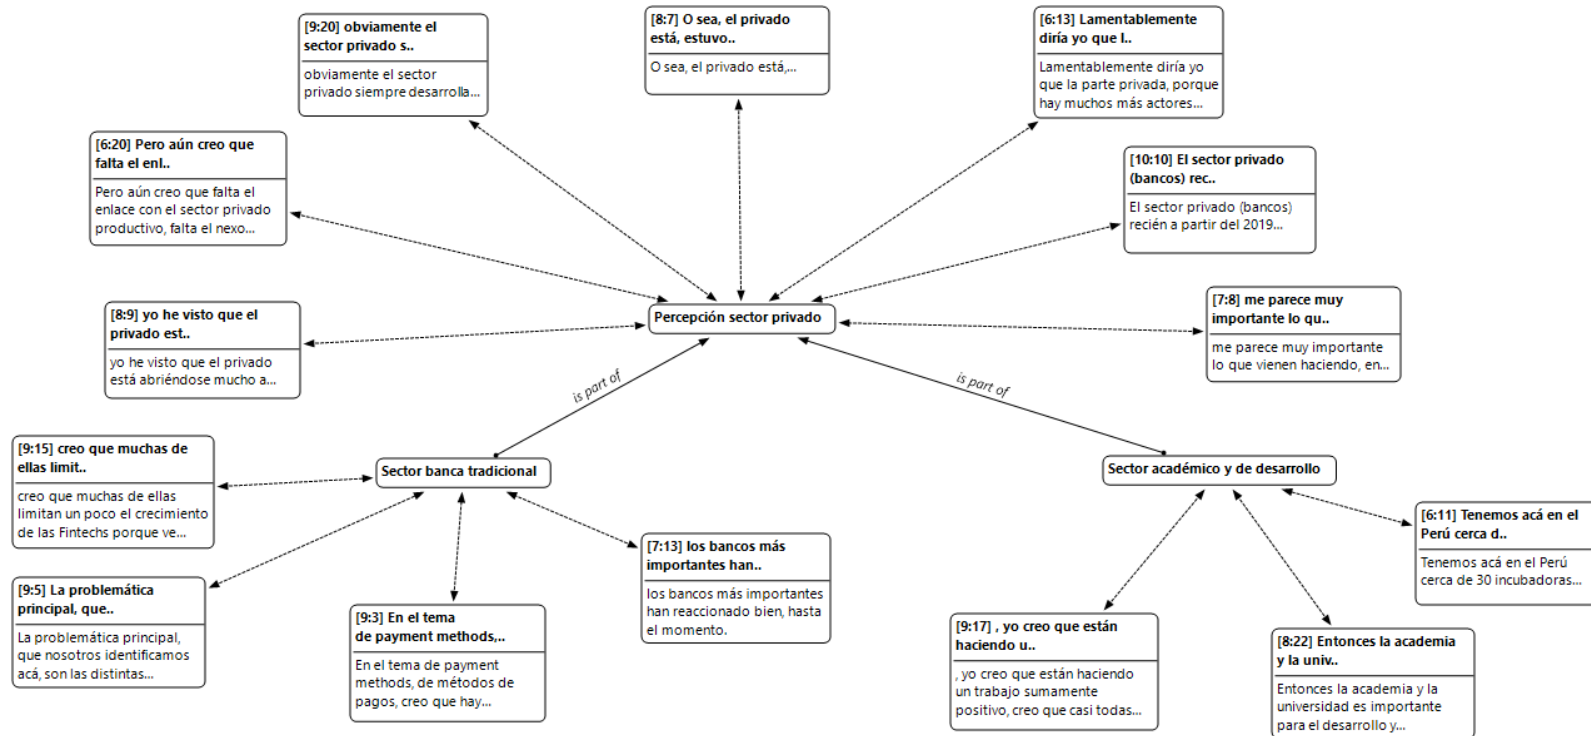 [9:20] obviamente el
sector privado s..
obviamente el sector
privado siempre desarrolla...
[8:7] O sea, el privado
está, estuvo..
O sea, el privado está,...
[6:13] Lamentablemente
diría yo que l..
Lamentablemente diría yo
que la parte privada, porque
hay muchos más actores...
[6:20] Pero aún creo que
falta el enl..
Pero aún creo que falta el
enlace con el sector privado
productivo, falta el nexo...
[10:10] El sector privado
(bancos) rec..
El sector privado (bancos)
recién a partir del 2019...
[8:9] yo he visto que el
privado est..
yo he visto que el privado
está abriéndose mucho a...
Percepción sector privado
[7:8] me parece muy
importante lo qu..
me parece muy importante
lo que vienen haciendo, en...
is part of
is part of
[9:15] creo que muchas de
ellas limit..
creo que muchas de ellas
limitan un poco el crecimiento
de las Fintechs porque ve...
Sector banca tradicional
Sector académico y de desarrollo
[9:5] La problemática
principal, que..
La problemática principal,
que nosotros identificamos
acá, son las distintas...
[9:3] En el tema
de payment methods,..
En el tema de payment
methods, de métodos de
pagos, creo que hay...
[7:13] los bancos más
importantes han..
los bancos más importantes
han reaccionado bien, hasta
el momento.
[9:17] , yo creo que están
haciendo u..
, yo creo que están haciendo
un trabajo sumamente
positivo, creo que casi todas...
[8:22] Entonces la academia
y la univ..
Entonces la academia y la
universidad es importante
para el desarrollo y...
[6:11] Tenemos acá en el
Perú cerca d..
Tenemos acá en el Perú
cerca de 30 incubadoras...